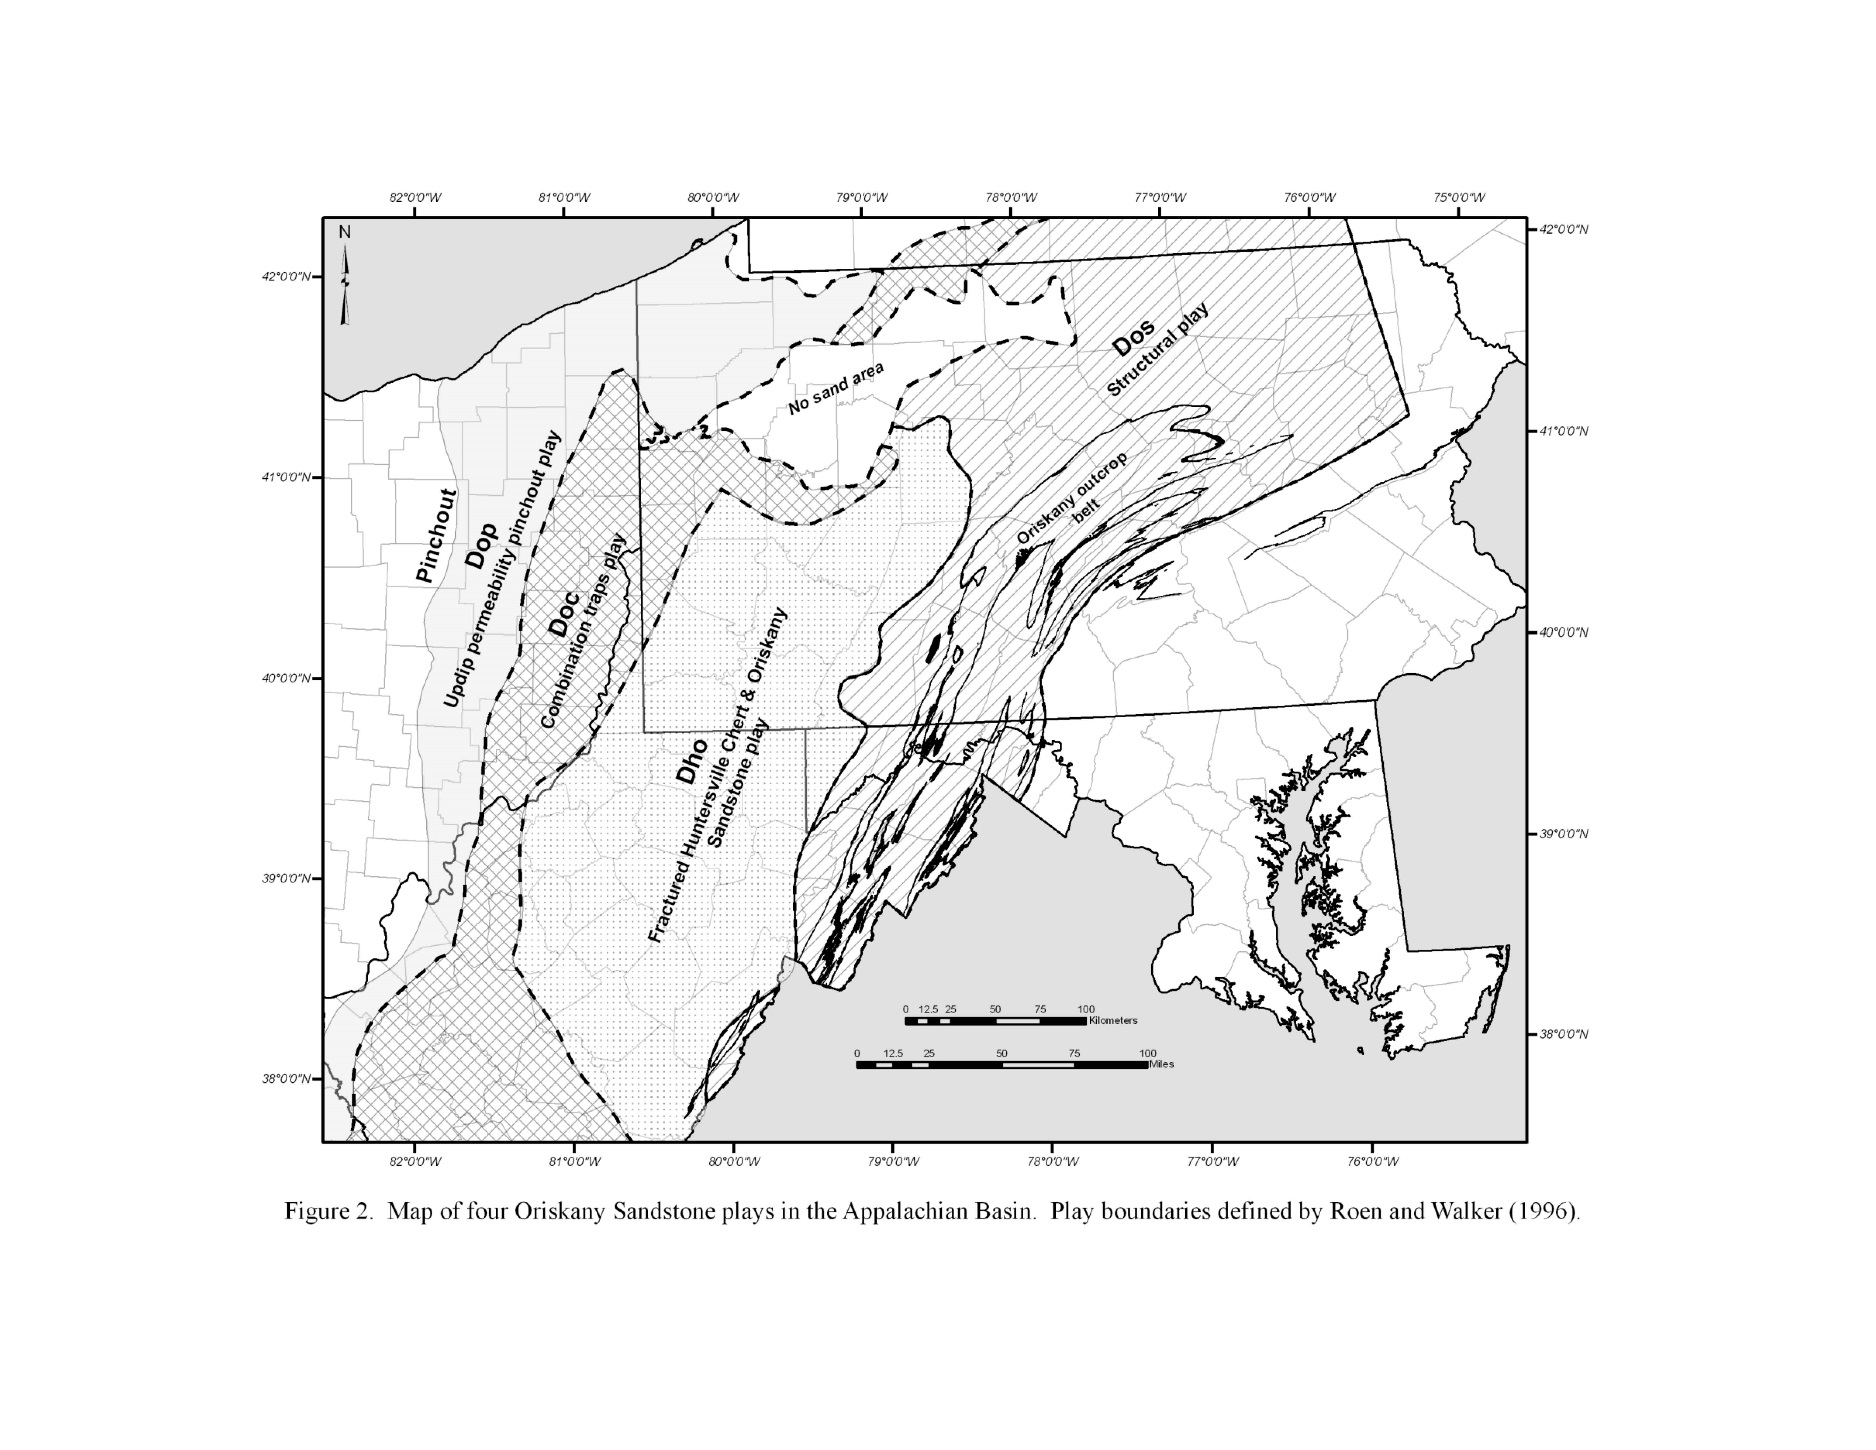 82°0'0"W 81°0'0"W 80°0'0"W 79°0'0"W 78°0'0"W 77°0'0"W 76°0'0"W 75°0'0"W
N
42°0'0"N
42°0'0"N
Dos
Structural play
No sand area
41°0'0"N
41°0'0"N
Pinchout
Dop
Updip permeability pinchout play
Oriskany outcrop
belt
Doc
Combination traps play
40°0'0"N
40°0'0"N
Dho
Fractured Huntersville Chert & Oriskany
Sandstone play
39°0'0"N
39°0'0"N
0 12.5 25 50 75 100
Kilometers
38°0'0"N
0 12.5 25 50 75 100
Miles
38°0'0"N
82°0'0"W 81°0'0"W 80°0'0"W 79°0'0"W 78°0'0"W 77°0'0"W 76°0'0"W
Figure 2. Map of four Oriskany Sandstone plays in the Appalachian Basin. Play boundaries defined by Roen and Walker (1996).